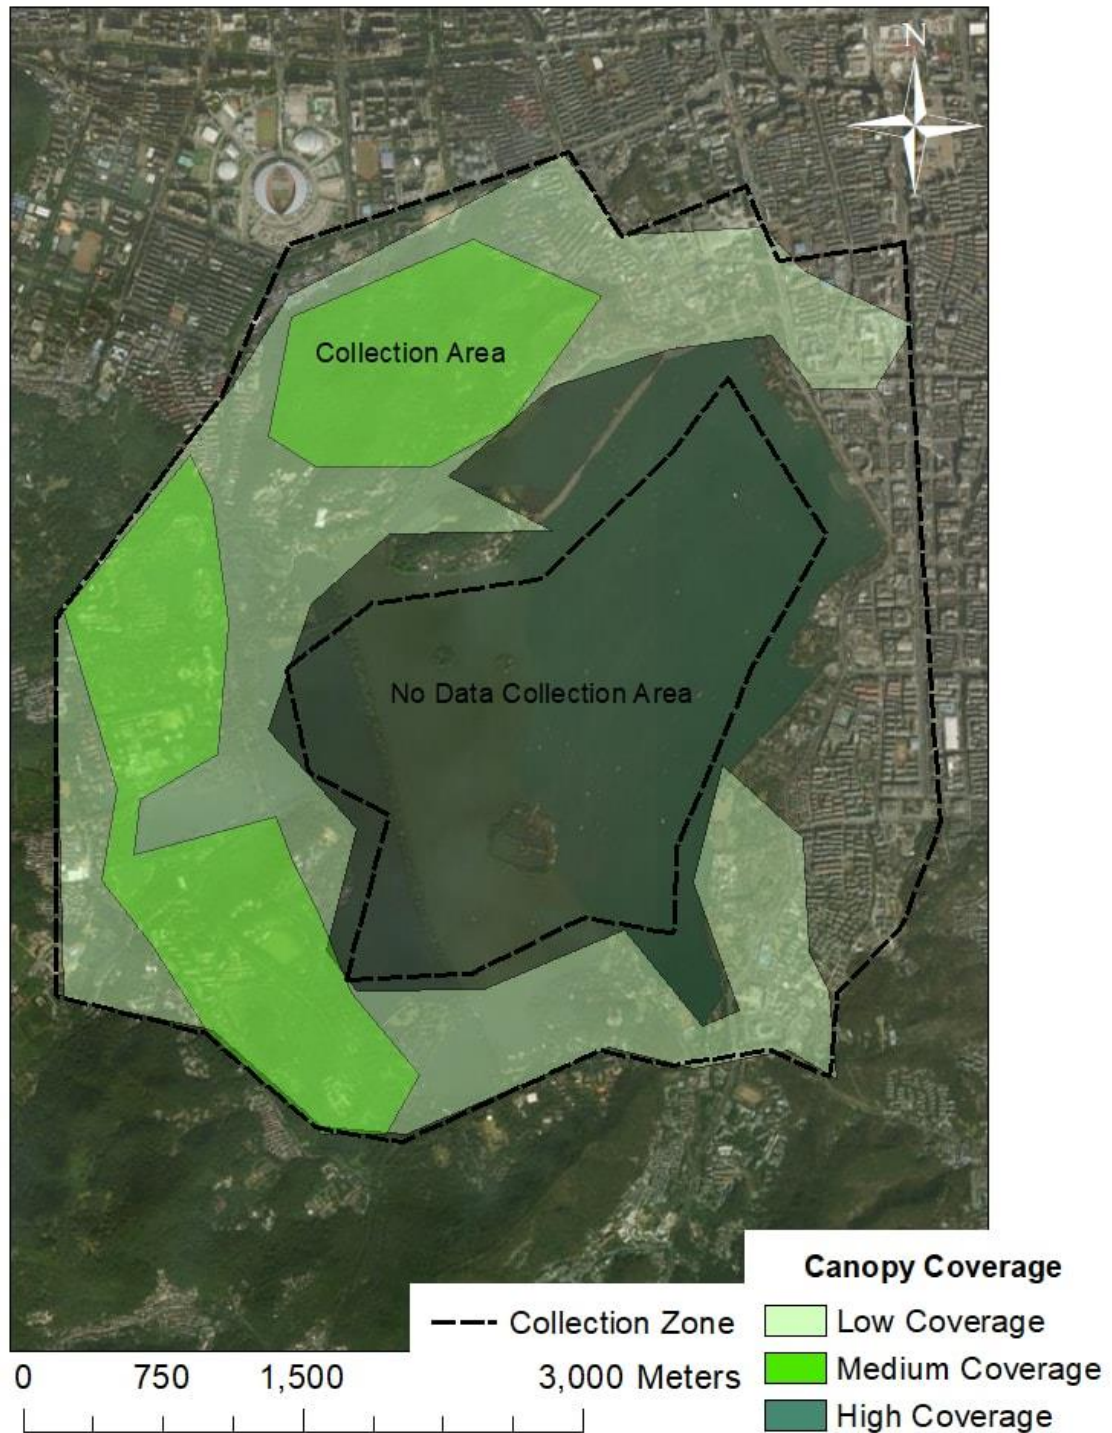 N
Collection Area
No Data Collection Area
Canopy Coverage
Collection Zone
Low Coverage
Medium Coverage
High Coverage
0 750 1,500 3,000 Meters